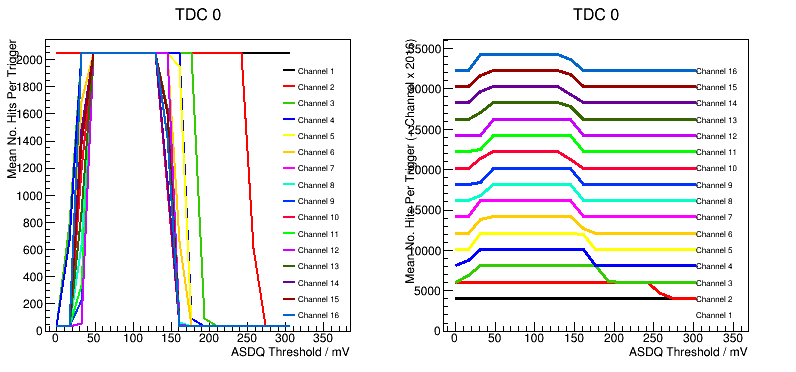 TDC 0
Mean No. Hits Per Trigger
2000
1800
1600
1400
1200
1000
800
600
400
200
0
0 50 100 150 200 250 300 350
ASDQ Threshold / mV
Channel 1
Channel 2
Channel 3
Channel 4
Channel 5
Channel 6
Channel 7
Channel 8
Channel 9
Channel 10
Channel 11
Channel 12
Channel 13
Channel 14
Channel 15
Channel 16
TDC 0
Mean No. Hits Per Trigger (+ Channel x 2016)
35000
30000
25000
20000
15000
10000
5000
0
0 50 100 150 200 250 300 350
ASDQ Threshold / mV
Channel 16
Channel 15
Channel 14
Channel 13
Channel 12
Channel 11
Channel 10
Channel 9
Channel 8
Channel 7
Channel 6
Channel 5
Channel 4
Channel 3
Channel 2
Channel 1